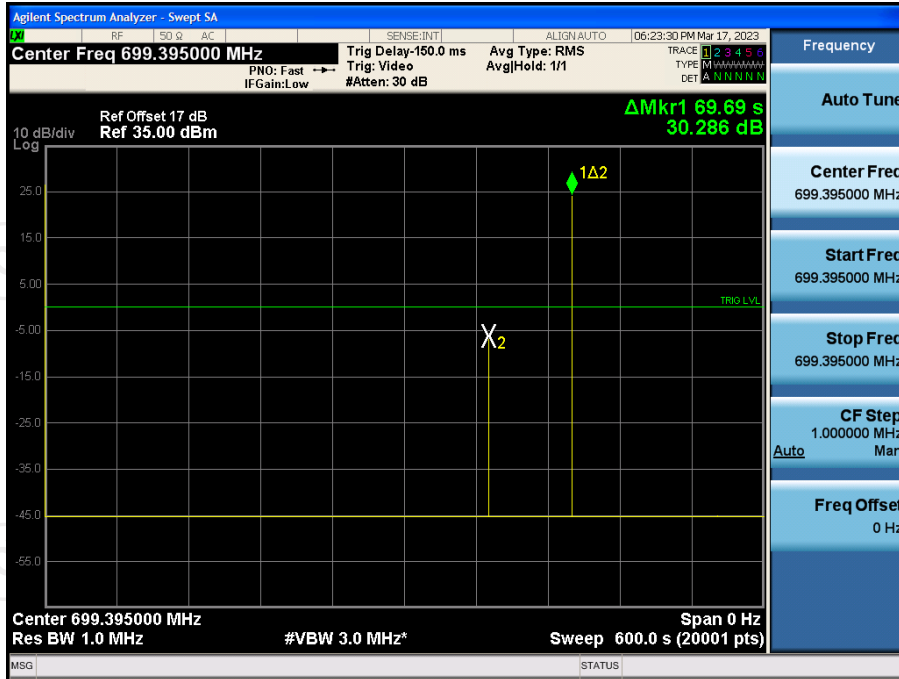 Agilent Spectrum Analyzer - Swept SA
LXI RF 50 Ω AC SENSE:INT ALIGN AUTO 06:23:30 PM Mar 17, 2023
Center Freq 699.395000 MHz
PNO: Fast
IFGain:Low
Trig Delay-150.0 ms
Trig: Video
#Atten: 30 dB
Avg Type: RMS
Avg|Hold: 1/1
TRACE 1 2 3 4 5 6
TYPE M WWWWW
DET A N N N N N
Ref Offset 17 dB
10 dB/div Ref 35.00 dBm
Log
ΔMkr1 69.69 s
30.286 dB
1Δ2
25.0
15.0
5.00
TRIG LVL
-5.00
X2
-15.0
-25.0
-35.0
-45.0
-55.0
Center 699.395000 MHz Span 0 Hz
Res BW 1.0 MHz #VBW 3.0 MHz* Sweep 600.0 s (20001 pts)
MSG STATUS
Frequency
Auto Tune
Center Freq
699.395000 MHz
Start Freq
699.395000 MHz
Stop Freq
699.395000 MHz
CF Step
1.000000 MHz
Auto Man
Freq Offset
0 Hz